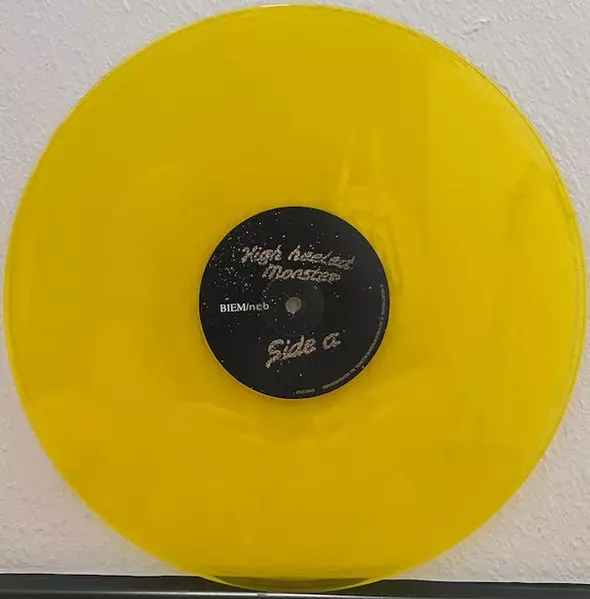 High heeled
Monster
BIEM/ncb
Side a